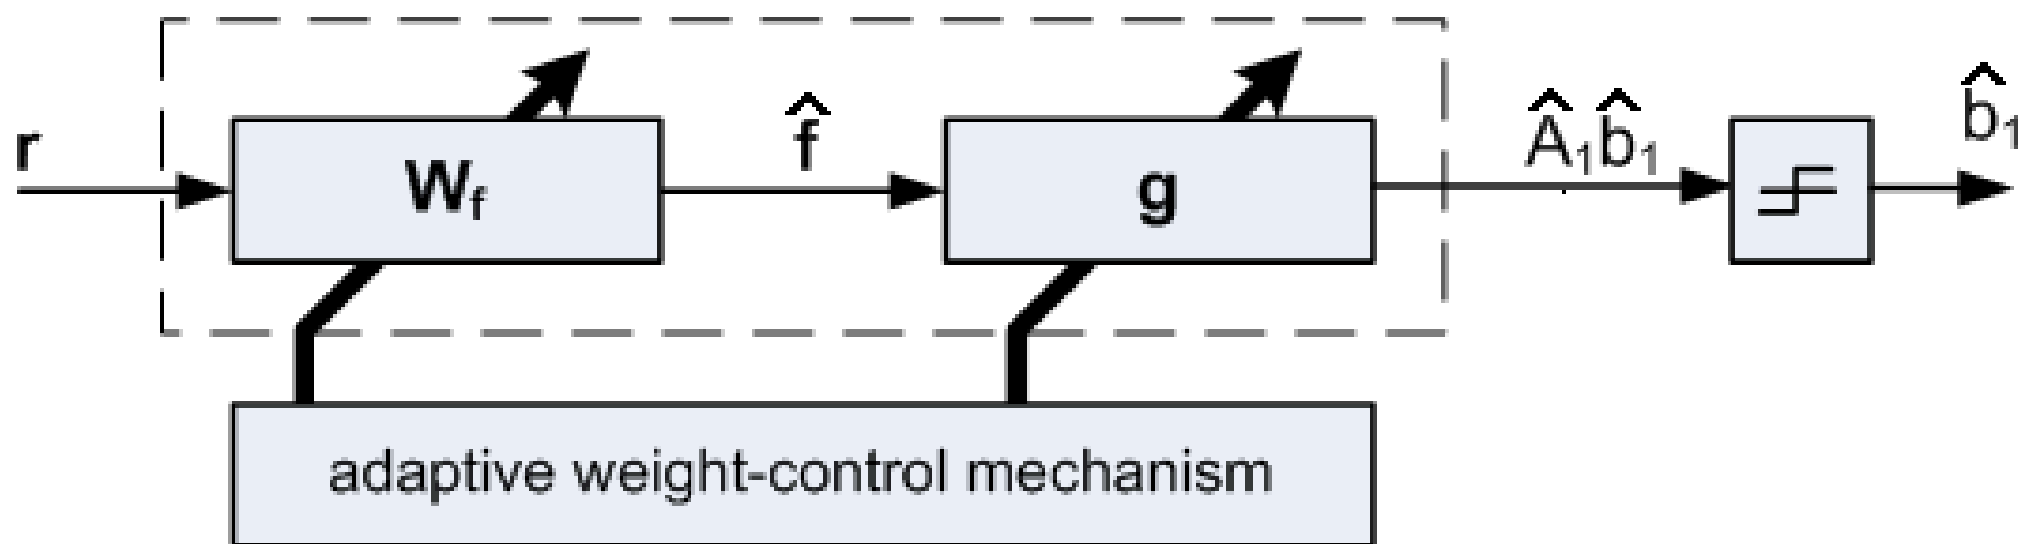 r
W_f
f̂
g
Â₁b̂₁
b̂₁
adaptive weight-control mechanism